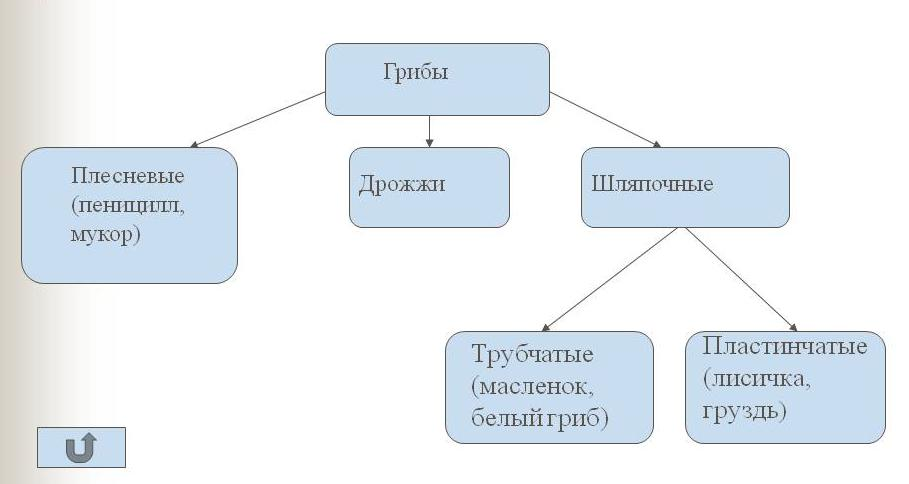 Грибы
Плесневые
(пеницилл,
мукор)
Дрожжи
Шляпочные
Трубчатые
(масленок,
белый гриб)
Пластинчатые
(лисичка,
груздь)